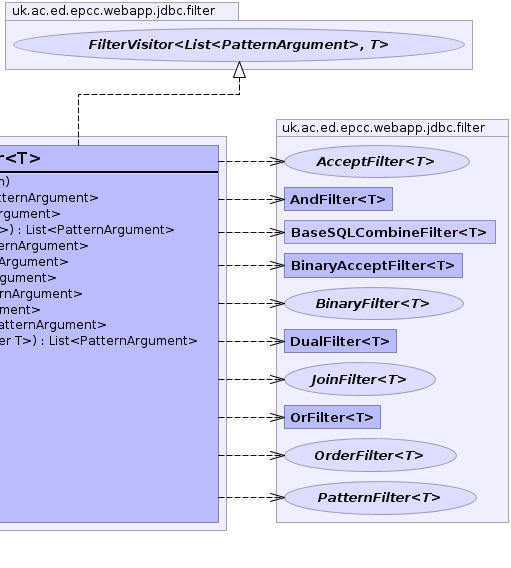 uk.ac.ed.epcc.webapp.jdbc.filter
FilterVisitor<List<PatternArgument>, T>
r<T>
n)
tternArgument>
rgument>
>) : List<PatternArgument>
ernArgument>
Argument>
gument>
rnArgument>
ment>
atternArgument>
er T>) : List<PatternArgument>
uk.ac.ed.epcc.webapp.jdbc.filter
AcceptFilter<T>
AndFilter<T>
BaseSQLCombineFilter<T>
BinaryAcceptFilter<T>
BinaryFilter<T>
DualFilter<T>
JoinFilter<T>
OrFilter<T>
OrderFilter<T>
PatternFilter<T>